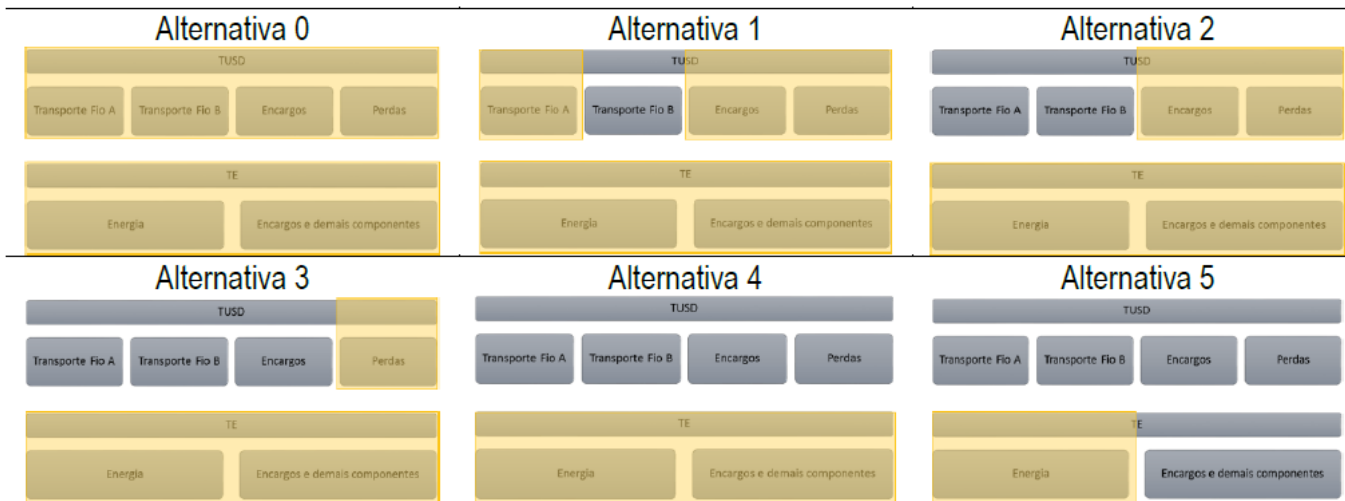 Alternativa 0
TUSD
Transporte Fio A Transporte Fio B Encargos Perdas
TE
Energia Encargos e demais componentes
Alternativa 1
TUSD
Transporte Fio A Transporte Fio B Encargos Perdas
TE
Energia Encargos e demais componentes
Alternativa 2
TUSD
Transporte Fio A Transporte Fio B Encargos Perdas
TE
Energia Encargos e demais componentes
Alternativa 3
TUSD
Transporte Fio A Transporte Fio B Encargos Perdas
TE
Energia Encargos e demais componentes
Alternativa 4
TUSD
Transporte Fio A Transporte Fio B Encargos Perdas
TE
Energia Encargos e demais componentes
Alternativa 5
TUSD
Transporte Fio A Transporte Fio B Encargos Perdas
TE
Energia Encargos e demais componentes